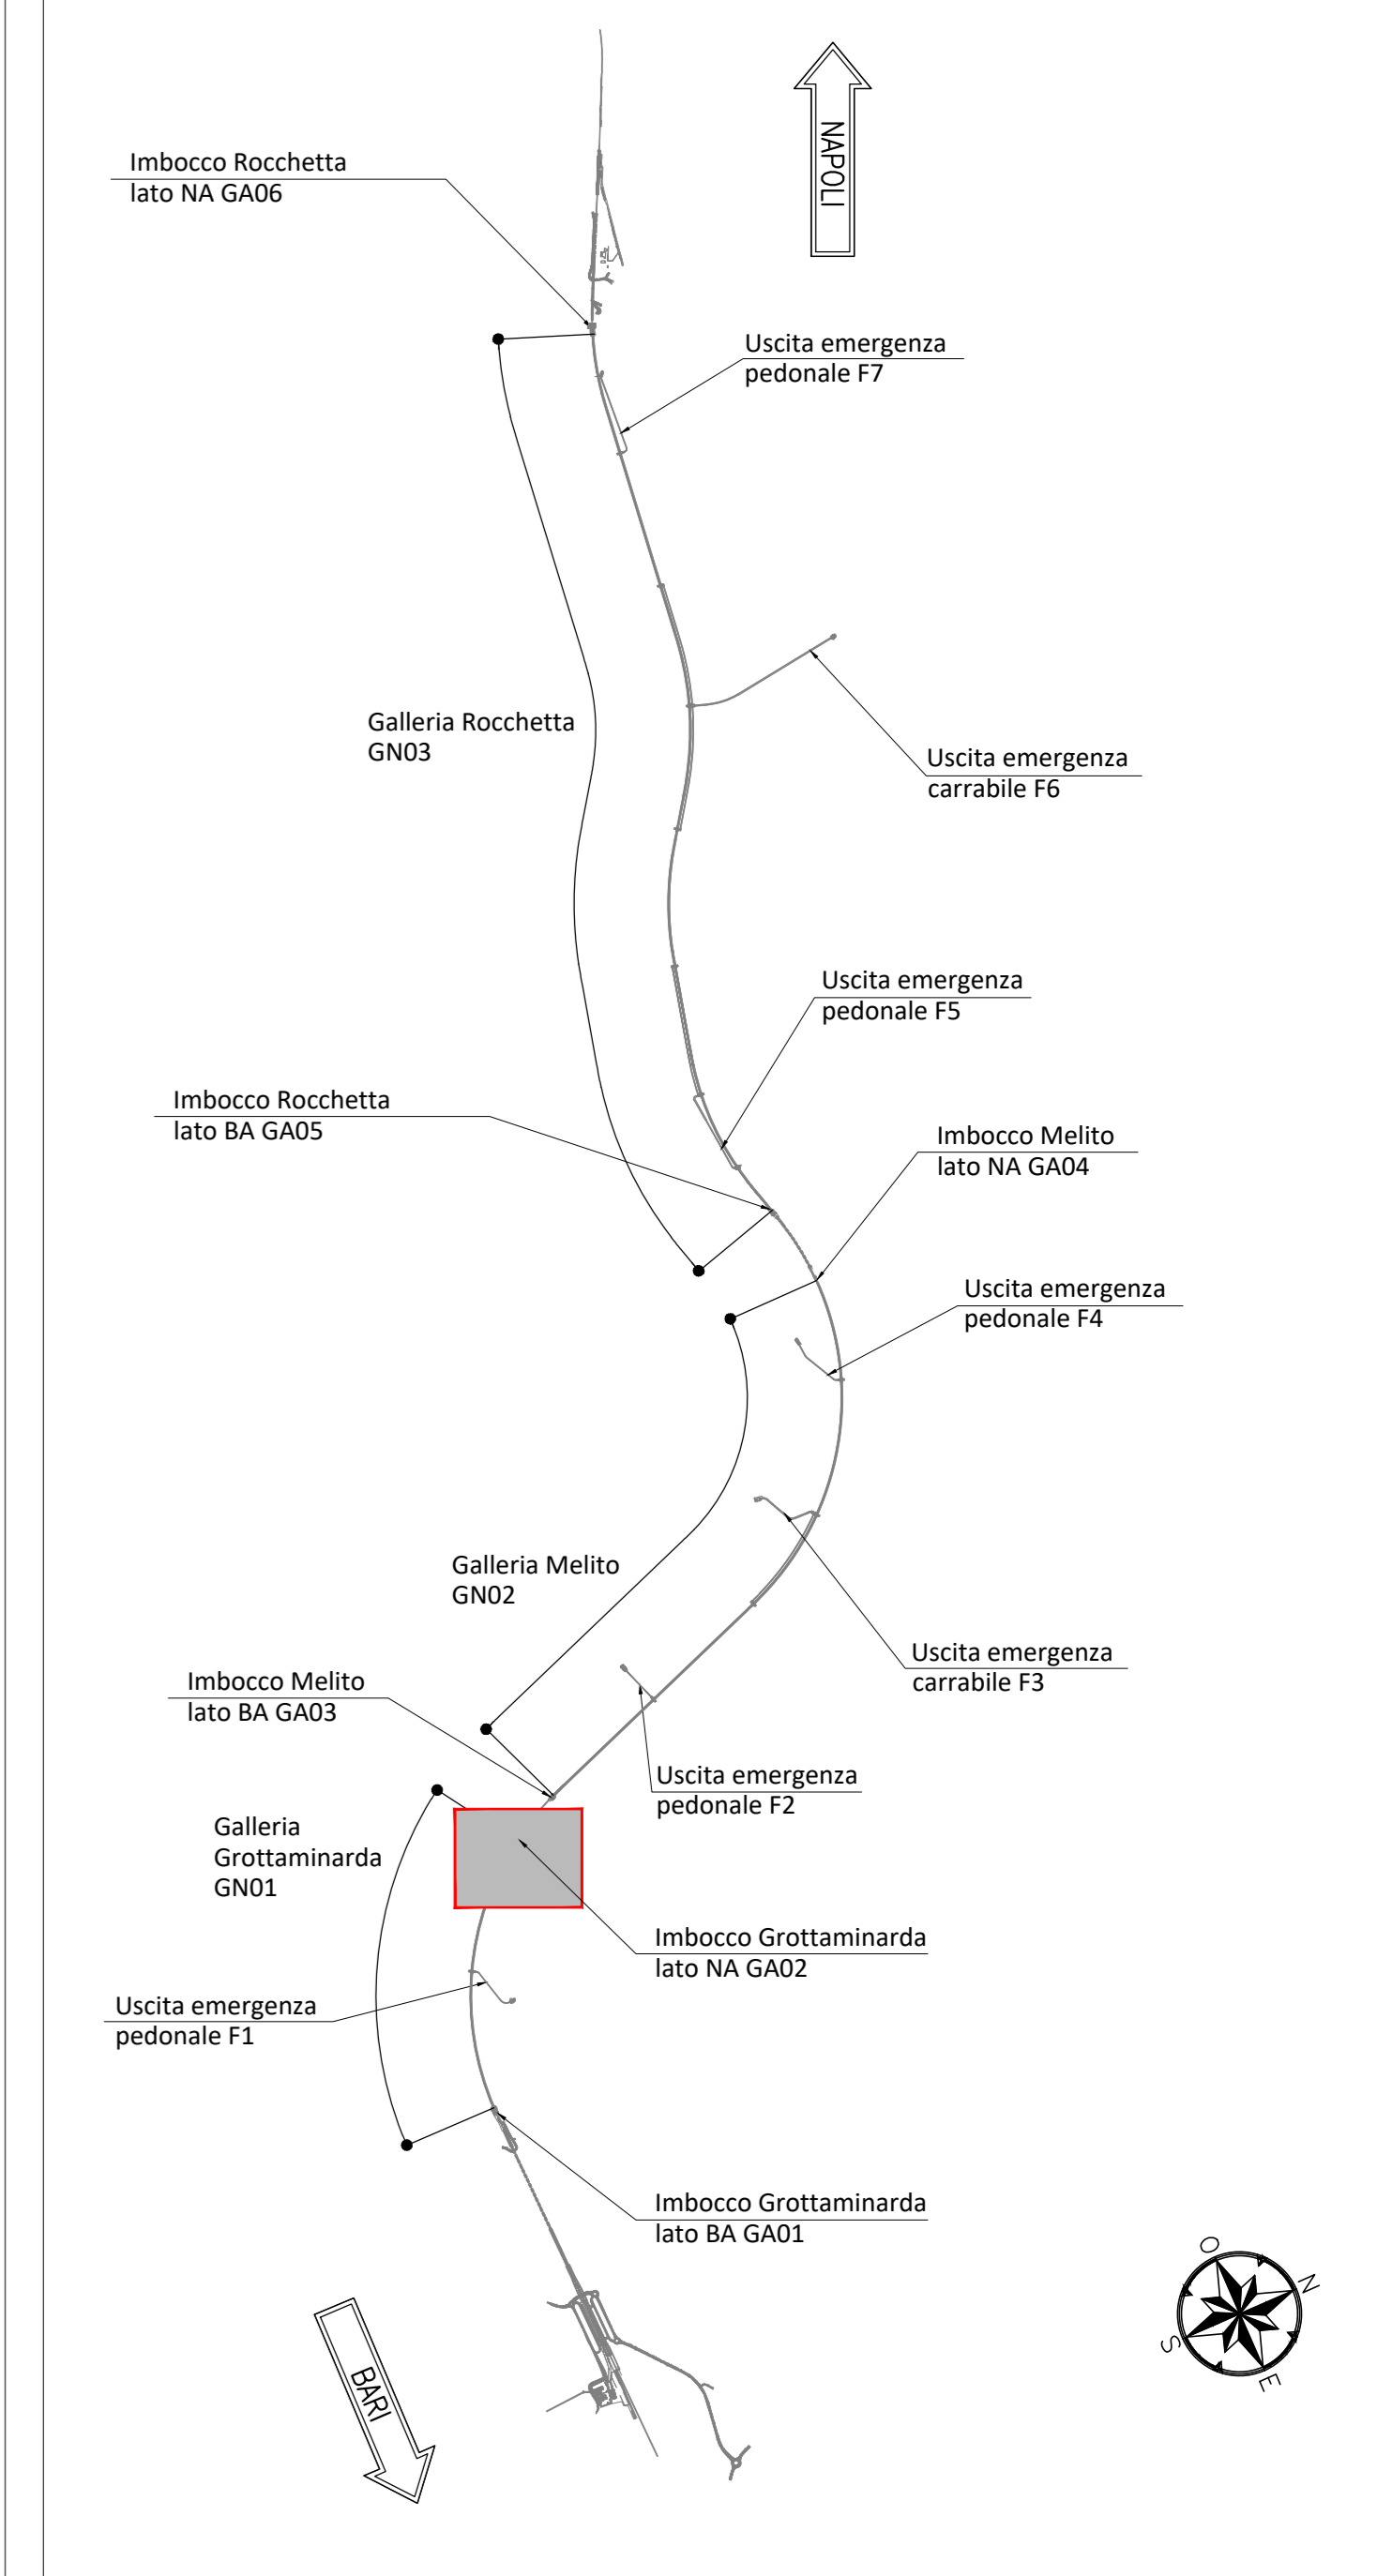 NAPOLI
Imbocco Rocchetta
lato NA GA06
Uscita emergenza
pedonale F7
Galleria Rocchetta
GN03
Uscita emergenza
carrabile F6
Uscita emergenza
pedonale F5
Imbocco Rocchetta
lato BA GA05
Imbocco Melito
lato NA GA04
Uscita emergenza
pedonale F4
Galleria Melito
GN02
Uscita emergenza
carrabile F3
Imbocco Melito
lato BA GA03
Uscita emergenza
pedonale F2
Galleria
Grottaminarda
GN01
Imbocco Grottaminarda
lato NA GA02
Uscita emergenza
pedonale F1
Imbocco Grottaminarda
lato BA GA01
BARI
O
N
S
E